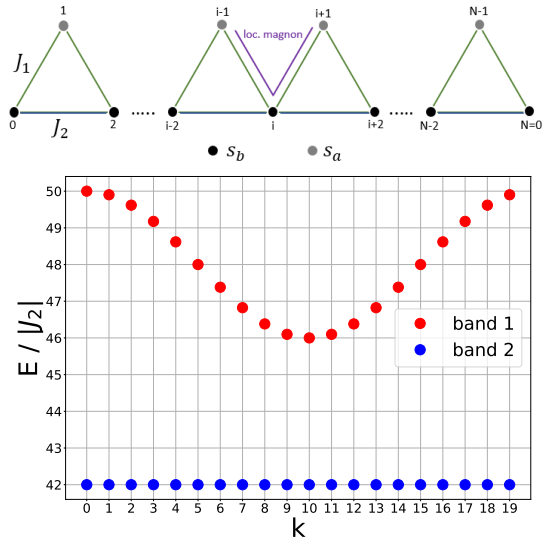 1
i-1
i+1
N-1
loc. magnon
J₁
J₂
0
2
i-2
i
i+2
N-2
N=0
s_b
s_a
E / |J₂|
50
49
48
47
46
45
44
43
42
band 1
band 2
0 1 2 3 4 5 6 7 8 9 10 11 12 13 14 15 16 17 18 19
k